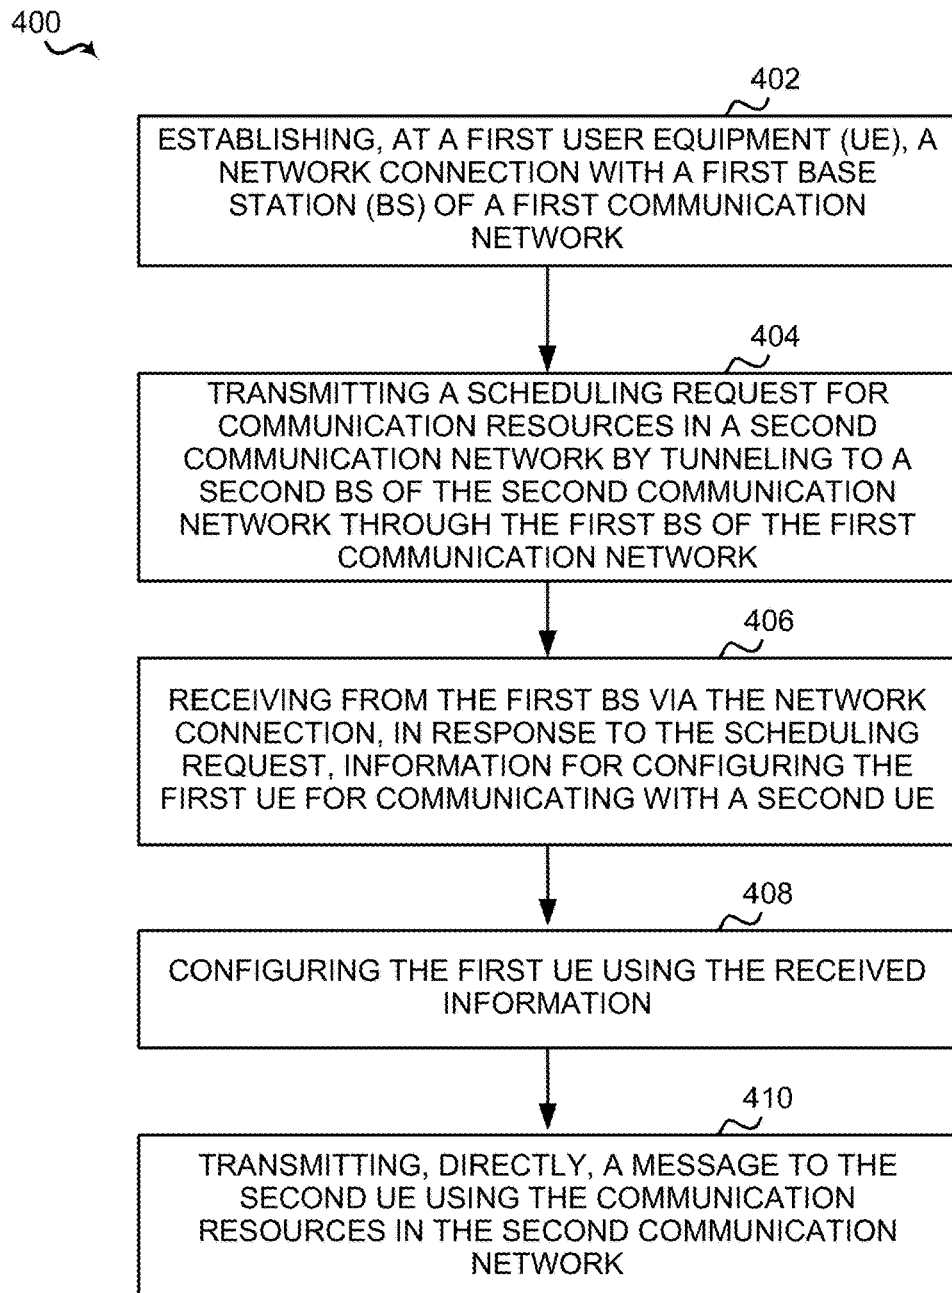 400
402
ESTABLISHING, AT A FIRST USER EQUIPMENT (UE), A
NETWORK CONNECTION WITH A FIRST BASE
STATION (BS) OF A FIRST COMMUNICATION
NETWORK
404
TRANSMITTING A SCHEDULING REQUEST FOR
COMMUNICATION RESOURCES IN A SECOND
COMMUNICATION NETWORK BY TUNNELING TO A
SECOND BS OF THE SECOND COMMUNICATION
NETWORK THROUGH THE FIRST BS OF THE FIRST
COMMUNICATION NETWORK
406
RECEIVING FROM THE FIRST BS VIA THE NETWORK
CONNECTION, IN RESPONSE TO THE SCHEDULING
REQUEST, INFORMATION FOR CONFIGURING THE
FIRST UE FOR COMMUNICATING WITH A SECOND UE
408
CONFIGURING THE FIRST UE USING THE RECEIVED
INFORMATION
410
TRANSMITTING, DIRECTLY, A MESSAGE TO THE
SECOND UE USING THE COMMUNICATION
RESOURCES IN THE SECOND COMMUNICATION
NETWORK